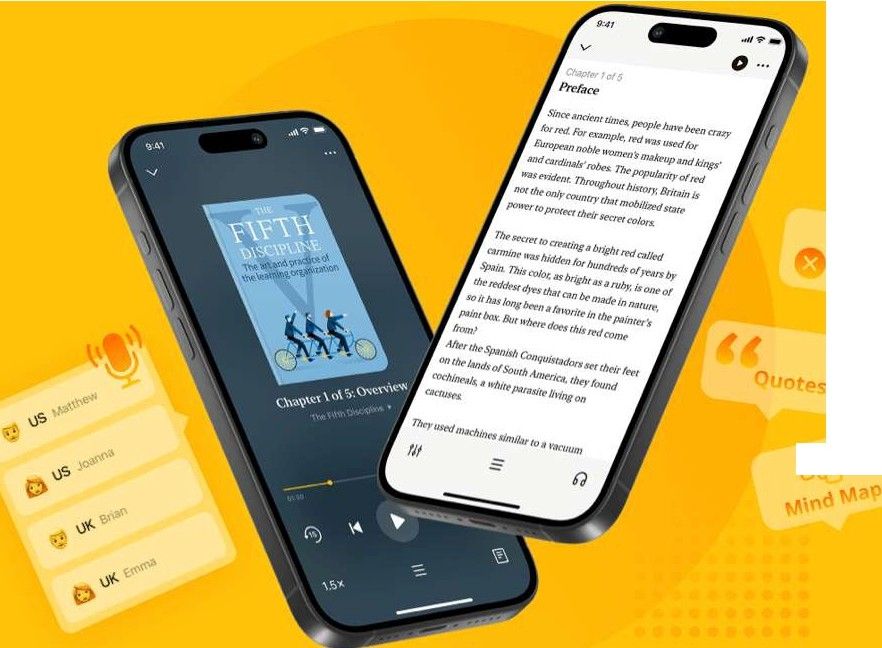 9:41
THE
FIFTH
DISCIPLINE
The art and practice of
the learning organization
Chapter 1 of 5: Overview
The Fifth Discipline
01:00
15
1.5×
US Matthew
US Joanna
UK Brian
UK Emma
9:41
Chapter 1 of 5
Preface
Since ancient times, people have been crazy
for red. For example, red was used for
European noble women's makeup and kings'
and cardinals' robes. The popularity of red
was evident. Throughout history, Britain is
not the only country that mobilized state
power to protect their secret colors.
The secret to creating a bright red called
carmine was hidden for hundreds of years by
Spain. This color, as bright as a ruby, is one of
the reddest dyes that can be made in nature,
so it has long been a favorite in the painter's
paint box. But where does this red come
from?
After the Spanish Conquistadors set their feet
on the lands of South America, they found
cochineals, a white parasite living on
cactuses.
They used machines similar to a vacuum
Quotes
Mind Map